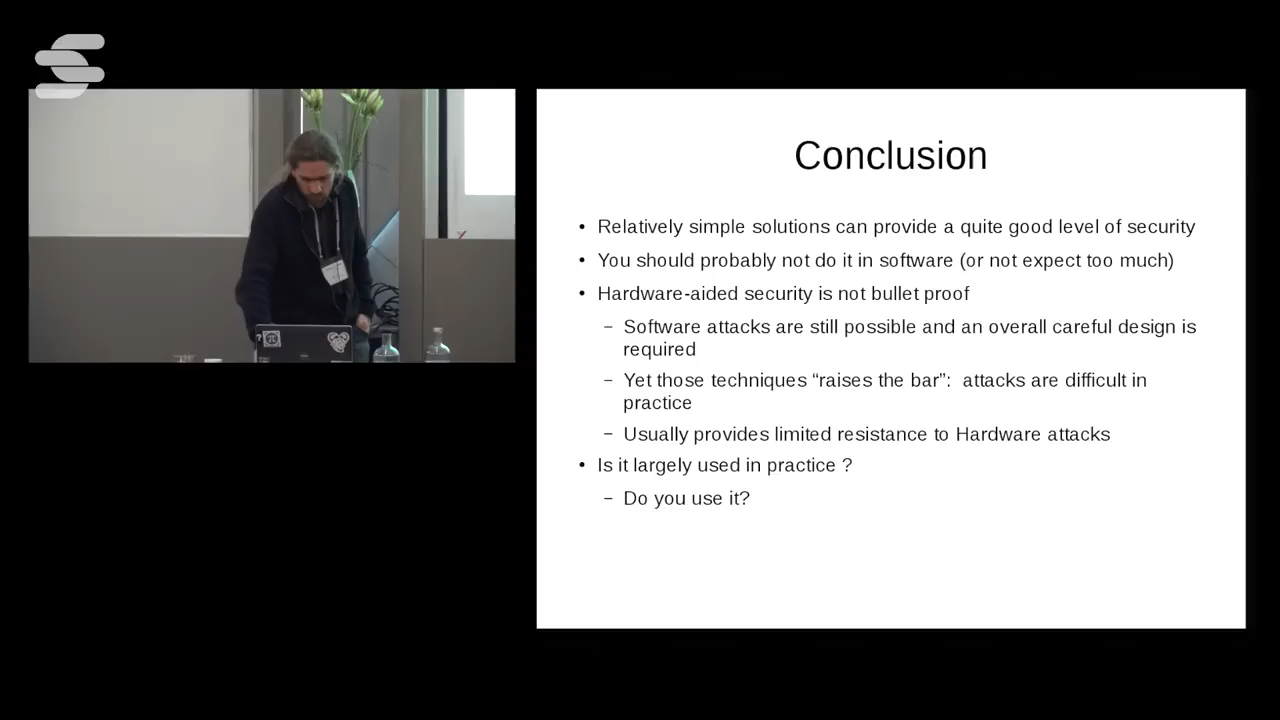 Conclusion
• Relatively simple solutions can provide a quite good level of security
• You should probably not do it in software (or not expect too much)
• Hardware-aided security is not bullet proof
– Software attacks are still possible and an overall careful design is
required
– Yet those techniques “raises the bar”:  attacks are difficult in
practice
– Usually provides limited resistance to Hardware attacks
• Is it largely used in practice ?
– Do you use it?